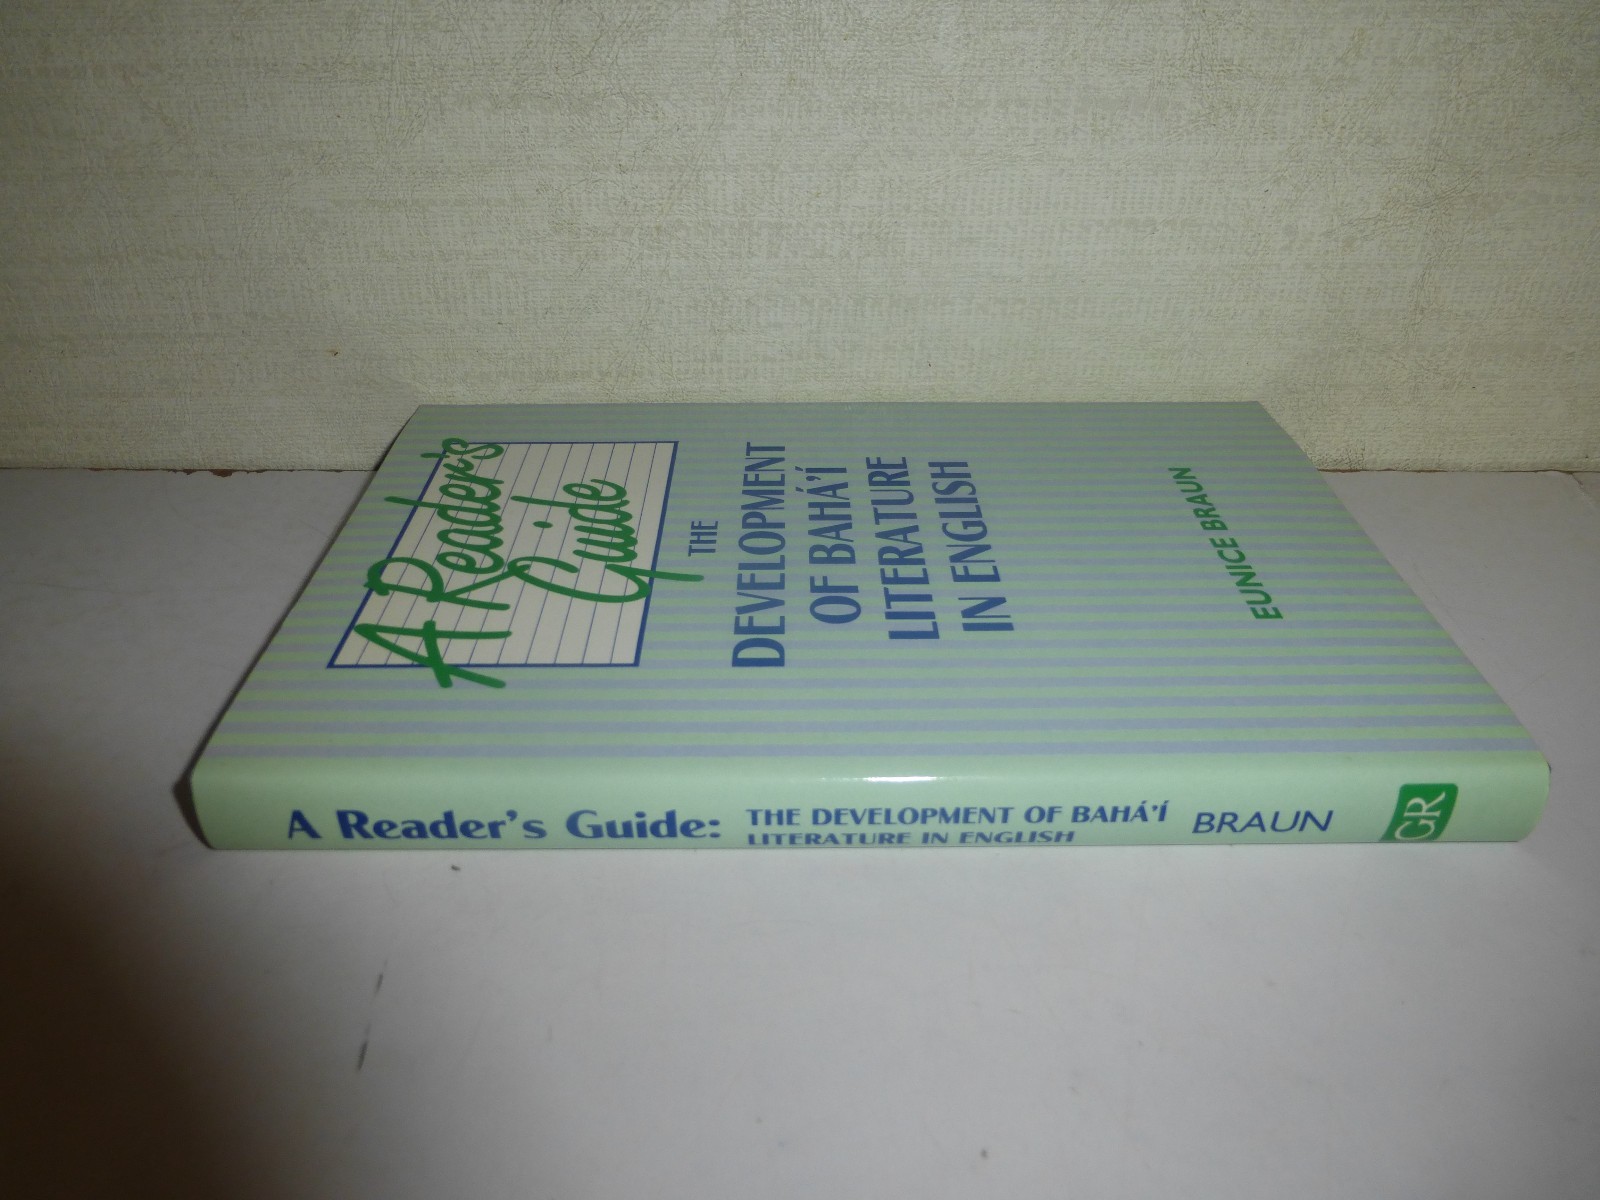 A Reader's
Guide
THE
DEVELOPMENT
OF BAHÁ'Í
LITERATURE
IN ENGLISH
EUNICE BRAUN
A Reader's Guide: THE DEVELOPMENT OF BAHÁ'Í
LITERATURE IN ENGLISH
BRAUN
GR